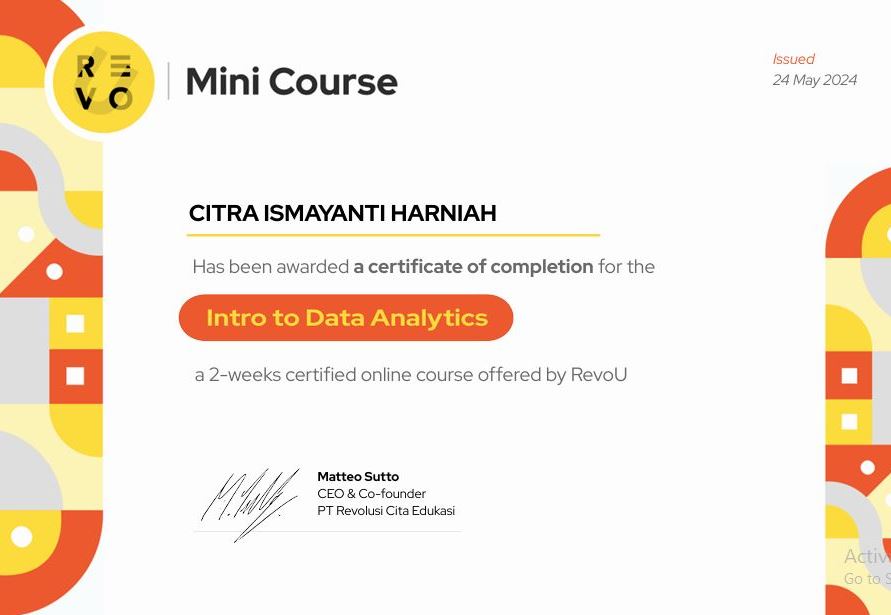 RE
VO
Mini Course
Issued
24 May 2024
CITRA ISMAYANTI HARNIAH
Has been awarded a certificate of completion for the
Intro to Data Analytics
a 2-weeks certified online course offered by RevoU
Matteo Sutto
CEO & Co-founder
PT Revolusi Cita Edukasi
Go to